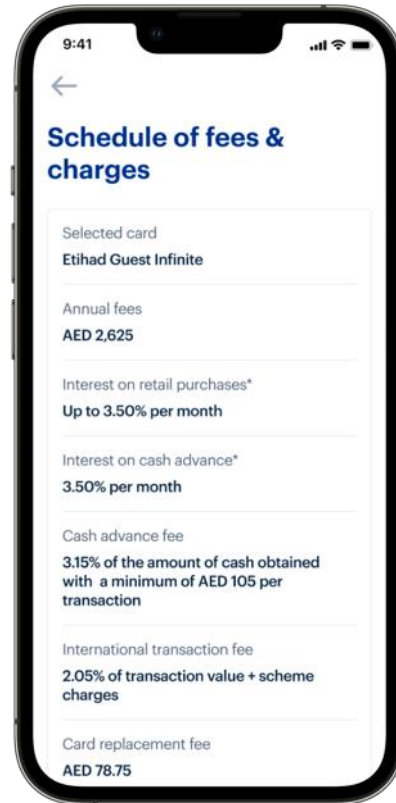 9:41
Schedule of fees &
charges
Selected card
Etihad Guest Infinite
Annual fees
AED 2,625
Interest on retail purchases*
Up to 3.50% per month
Interest on cash advance*
3.50% per month
Cash advance fee
3.15% of the amount of cash obtained
with a minimum of AED 105 per
transaction
International transaction fee
2.05% of transaction value + scheme
charges
Card replacement fee
AED 78.75